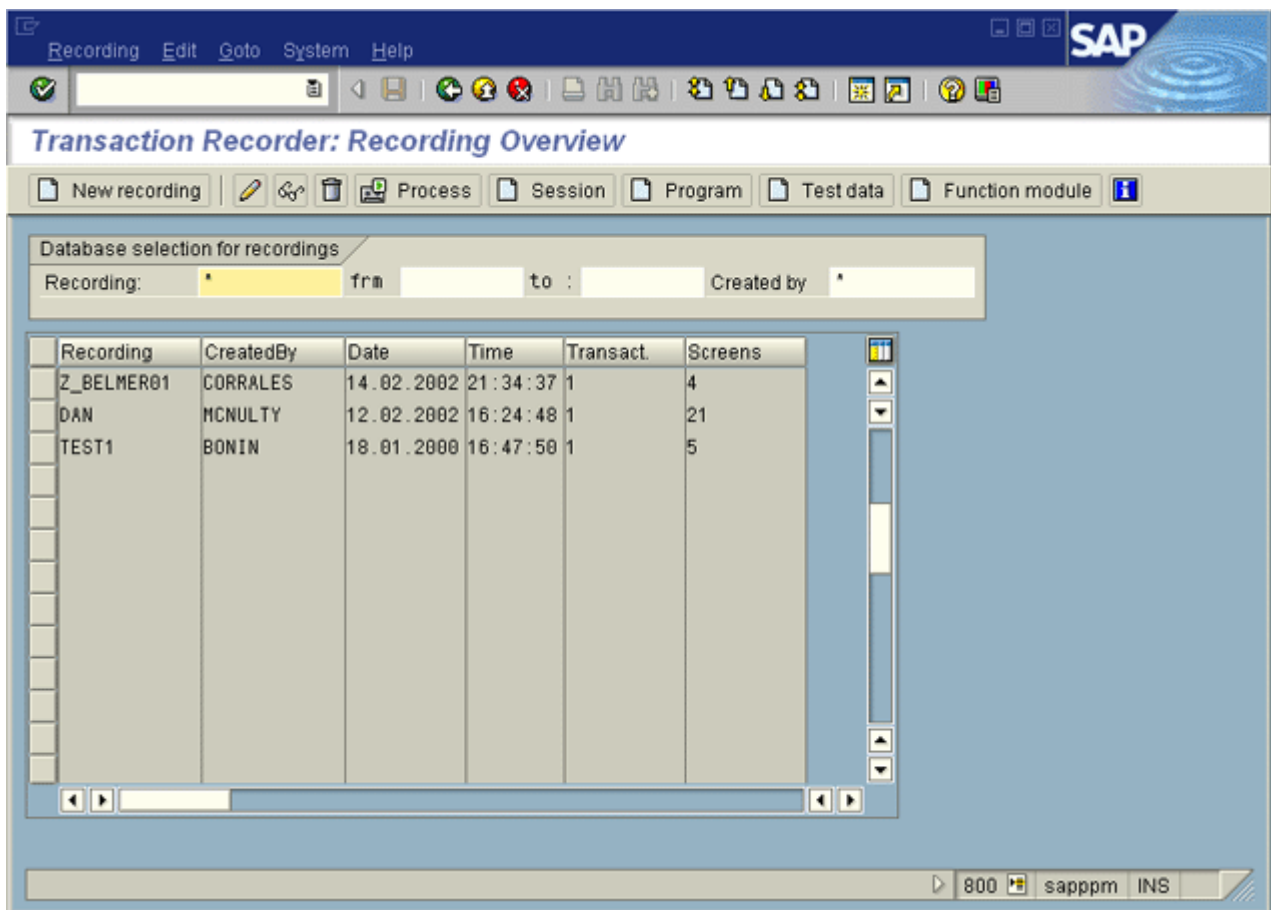 Recording Edit Goto System Help
SAP
Transaction Recorder: Recording Overview
New recording Process Session Program Test data Function module
Database selection for recordings
Recording: * frm to : Created by *
Recording CreatedBy Date Time Transact. Screens
Z_BELMER01 CORRALES 14.02.2002 21:34:37 1 4
DAN MCNULTY 12.02.2002 16:24:48 1 21
TEST1 BONIN 18.01.2000 16:47:50 1 5
800 sapppm INS